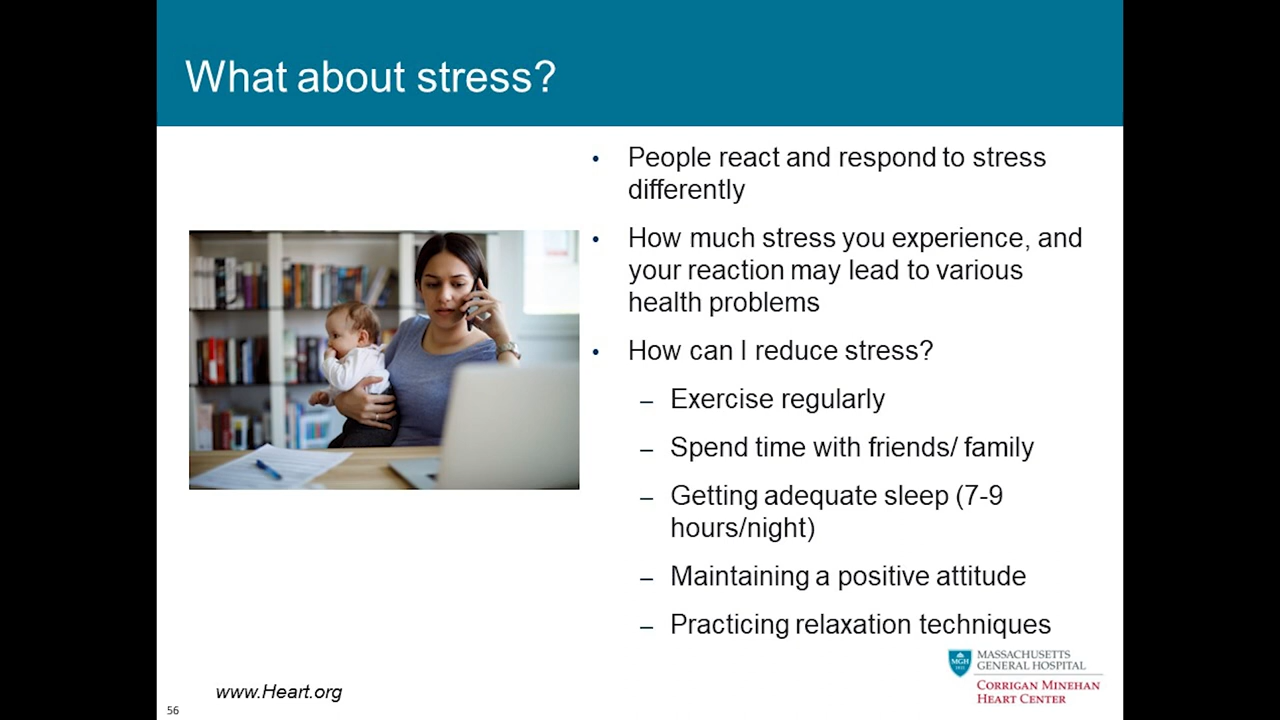 What about stress?
• People react and respond to stress
differently
• How much stress you experience, and
your reaction may lead to various
health problems
• How can I reduce stress?
– Exercise regularly
– Spend time with friends/ family
– Getting adequate sleep (7-9
hours/night)
– Maintaining a positive attitude
– Practicing relaxation techniques
MGH
1811
MASSACHUSETTS
GENERAL HOSPITAL
CORRIGAN MINEHAN
HEART CENTER
www.Heart.org
56